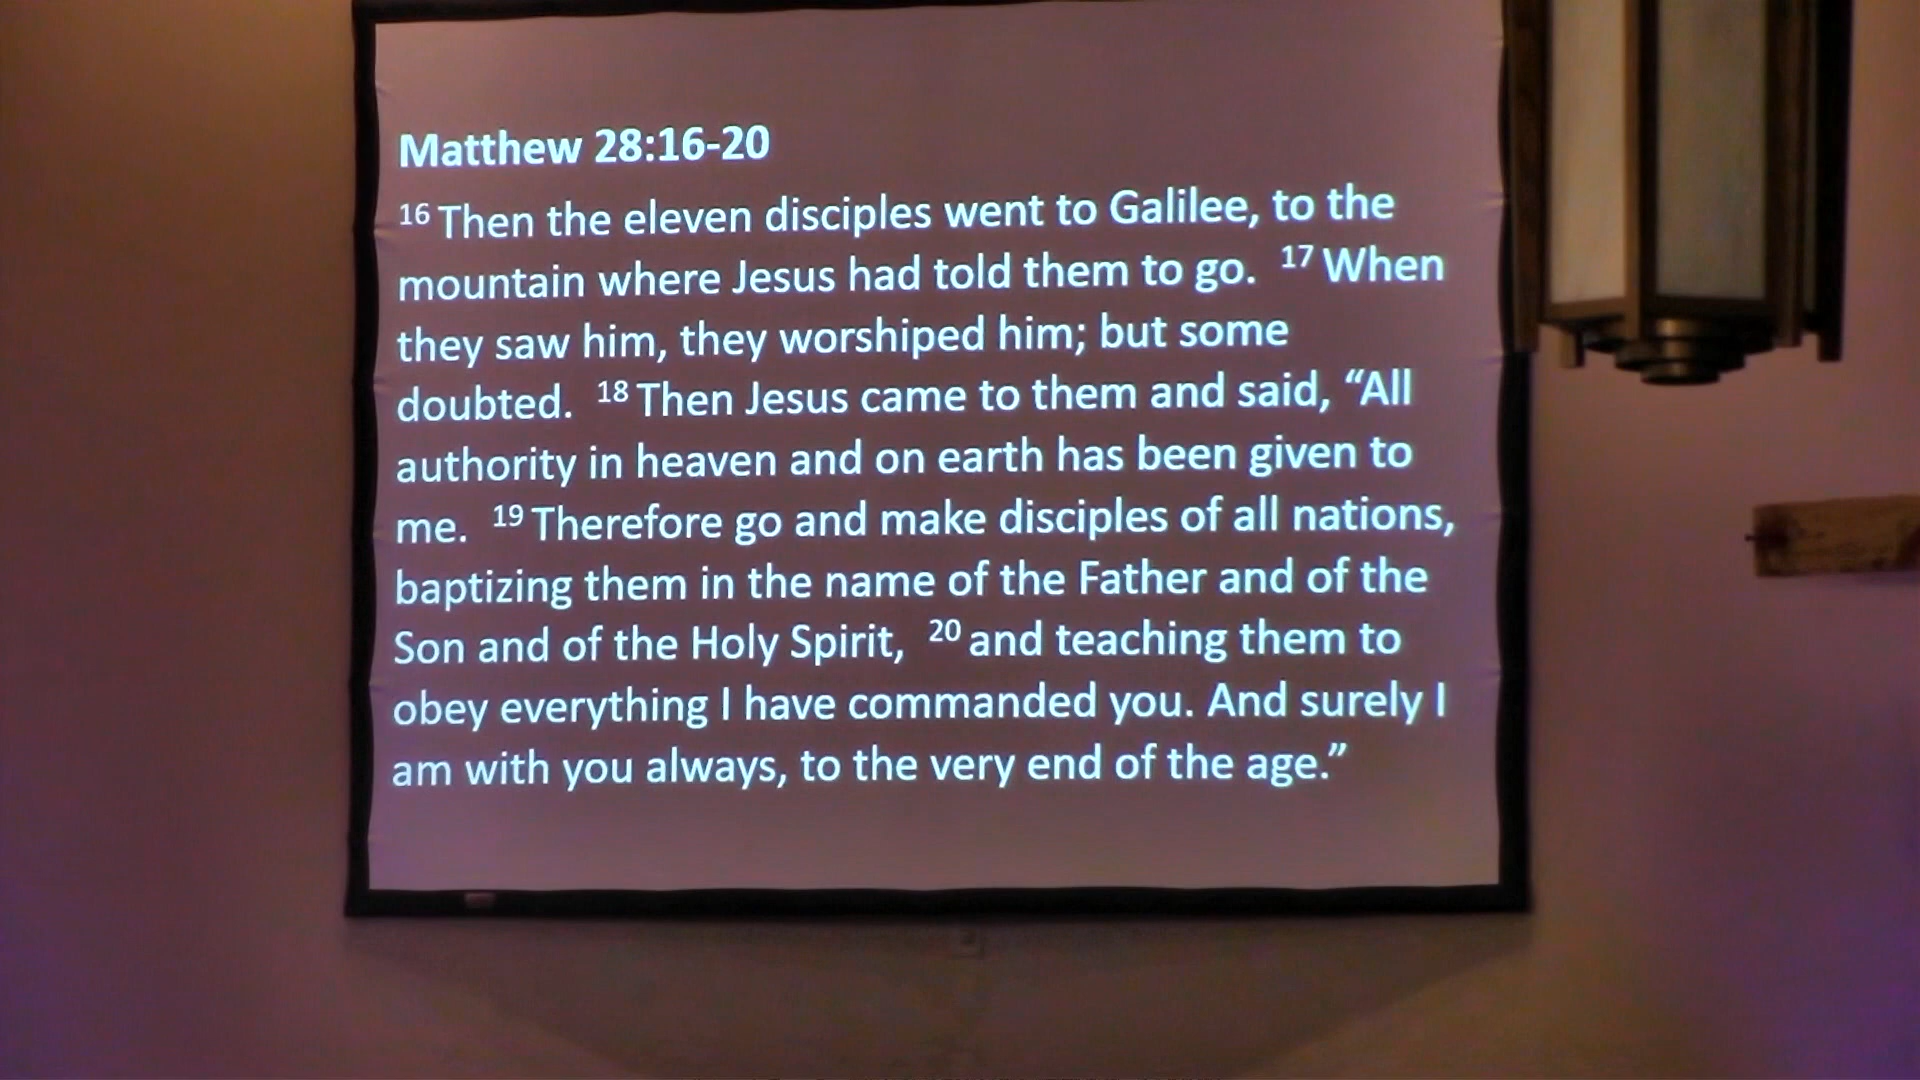 Matthew 28:16-20
16 Then the eleven disciples went to Galilee, to the
mountain where Jesus had told them to go. 17 When
they saw him, they worshiped him; but some
doubted. 18 Then Jesus came to them and said, “All
authority in heaven and on earth has been given to
me. 19 Therefore go and make disciples of all nations,
baptizing them in the name of the Father and of the
Son and of the Holy Spirit, 20 and teaching them to
obey everything I have commanded you. And surely I
am with you always, to the very end of the age.”